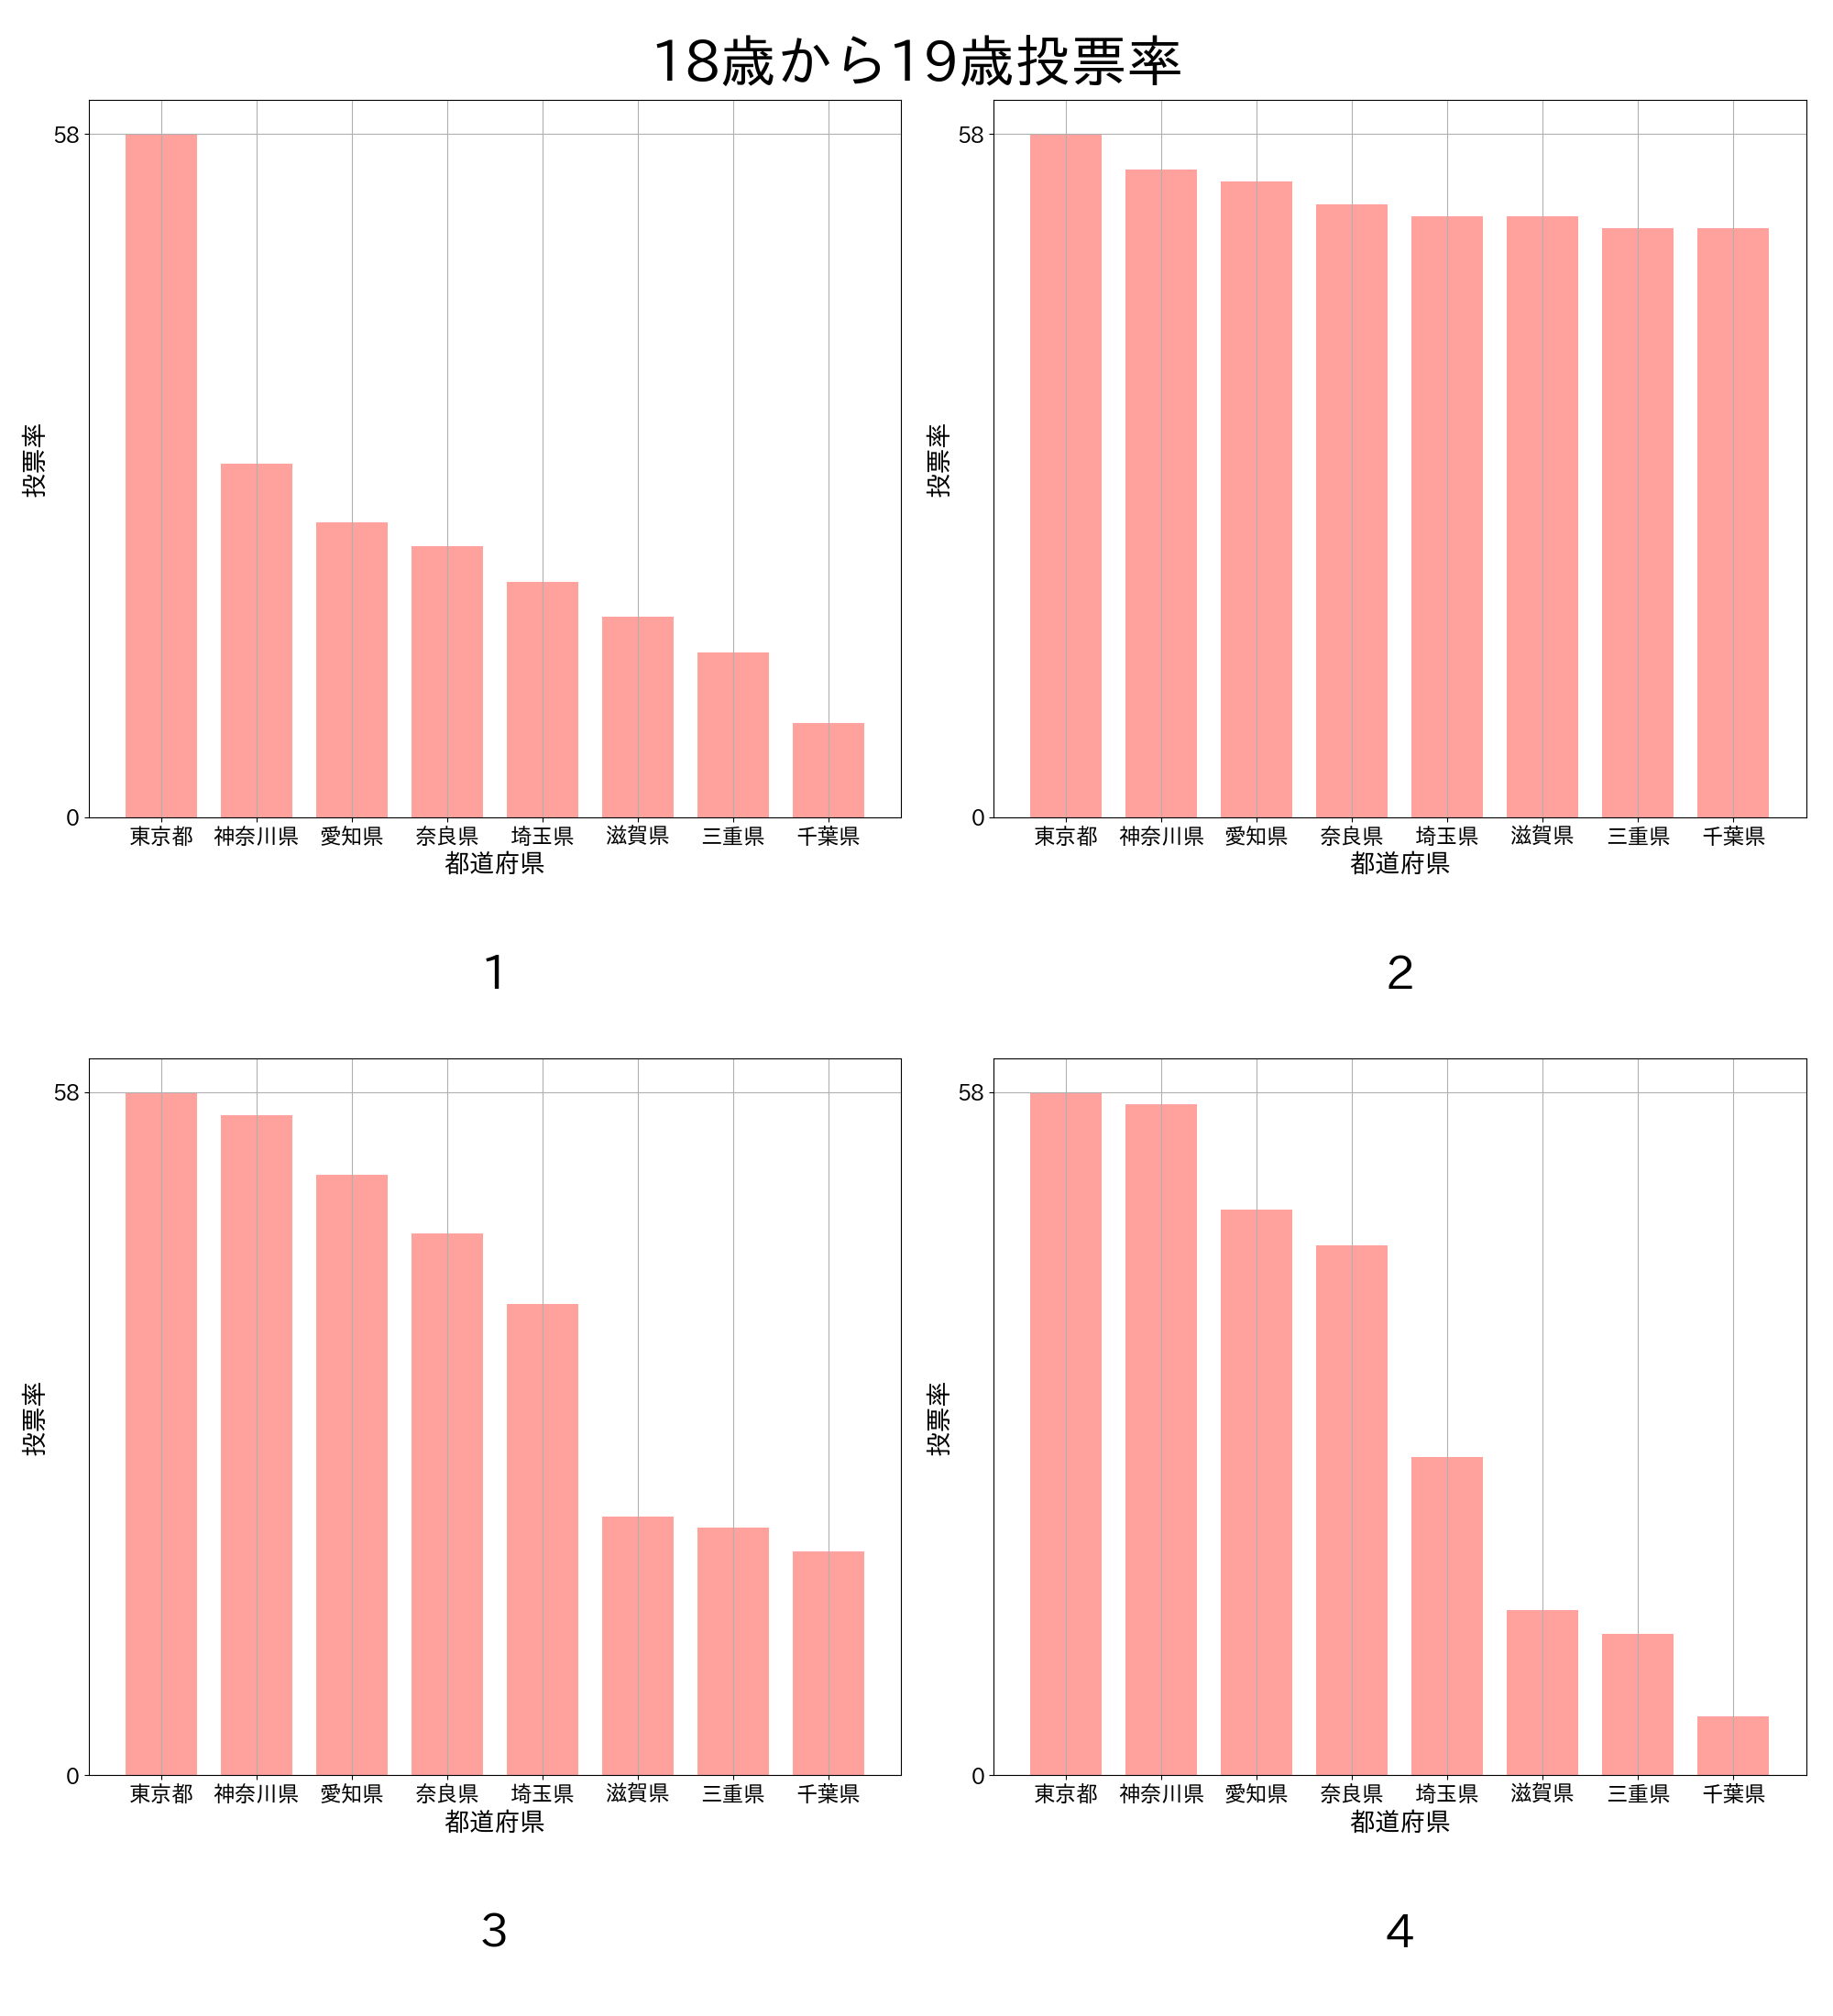 18歳から19歳投票率
58
0
投票率
東京都 神奈川県 愛知県 奈良県 埼玉県 滋賀県 三重県 千葉県
都道府県
1
58
0
投票率
東京都 神奈川県 愛知県 奈良県 埼玉県 滋賀県 三重県 千葉県
都道府県
2
58
0
投票率
東京都 神奈川県 愛知県 奈良県 埼玉県 滋賀県 三重県 千葉県
都道府県
3
58
0
投票率
東京都 神奈川県 愛知県 奈良県 埼玉県 滋賀県 三重県 千葉県
都道府県
4